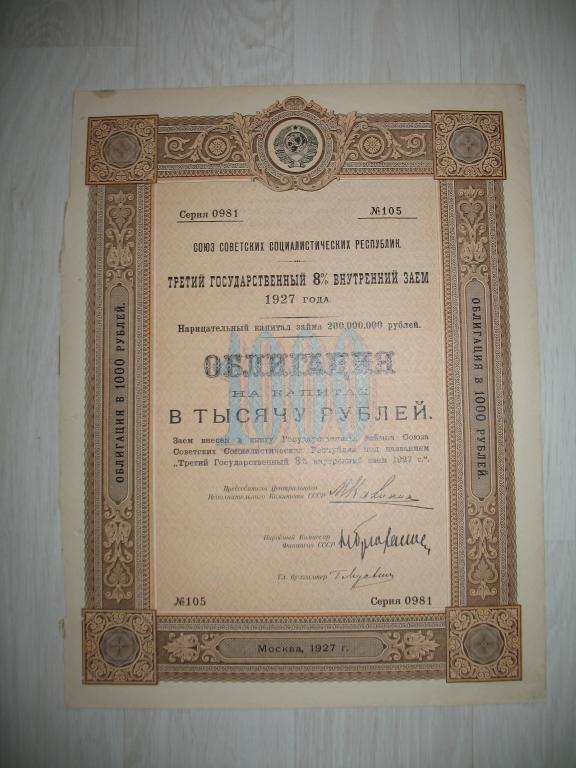 Серия 0981 №105
СОЮЗ СОВЕТСКИХ СОЦИАЛИСТИЧЕСКИХ РЕСПУБЛИК.
ТРЕТИЙ ГОСУДАРСТВЕННЫЙ 8% ВНУТРЕННИЙ ЗАЕМ
1927 ГОДА.
Нарицательный капитал займа 200.000.000 рублей.
1000
ОБЛИГАЦИЯ
НА КАПИТАЛ
В ТЫСЯЧУ РУБЛЕЙ.
Заем внесен в книгу Государственных Займов Союза
Советских Социалистических Республик под названием
„Третий Государственный 8% внутренний заем 1927 г.".
Председатель Центрального
Исполнительного Комитета СССР
Народный Комиссар
Финансов СССР
Гл. бухгалтер
№105 Серия 0981
Москва, 1927 г.
ОБЛИГАЦИЯ В 1000 РУБЛЕЙ.
ОБЛИГАЦИЯ В 1000 РУБЛЕЙ.